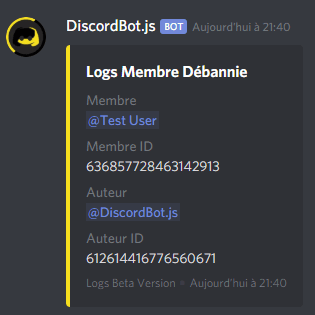 DiscordBot.js BOT Aujourd'hui à 21:40
Logs Membre Débannie
Membre
@Test User
Membre ID
636857728463142913
Auteur
@DiscordBot.js
Auteur ID
612614416776560671
Logs Beta Version • Aujourd'hui à 21:40